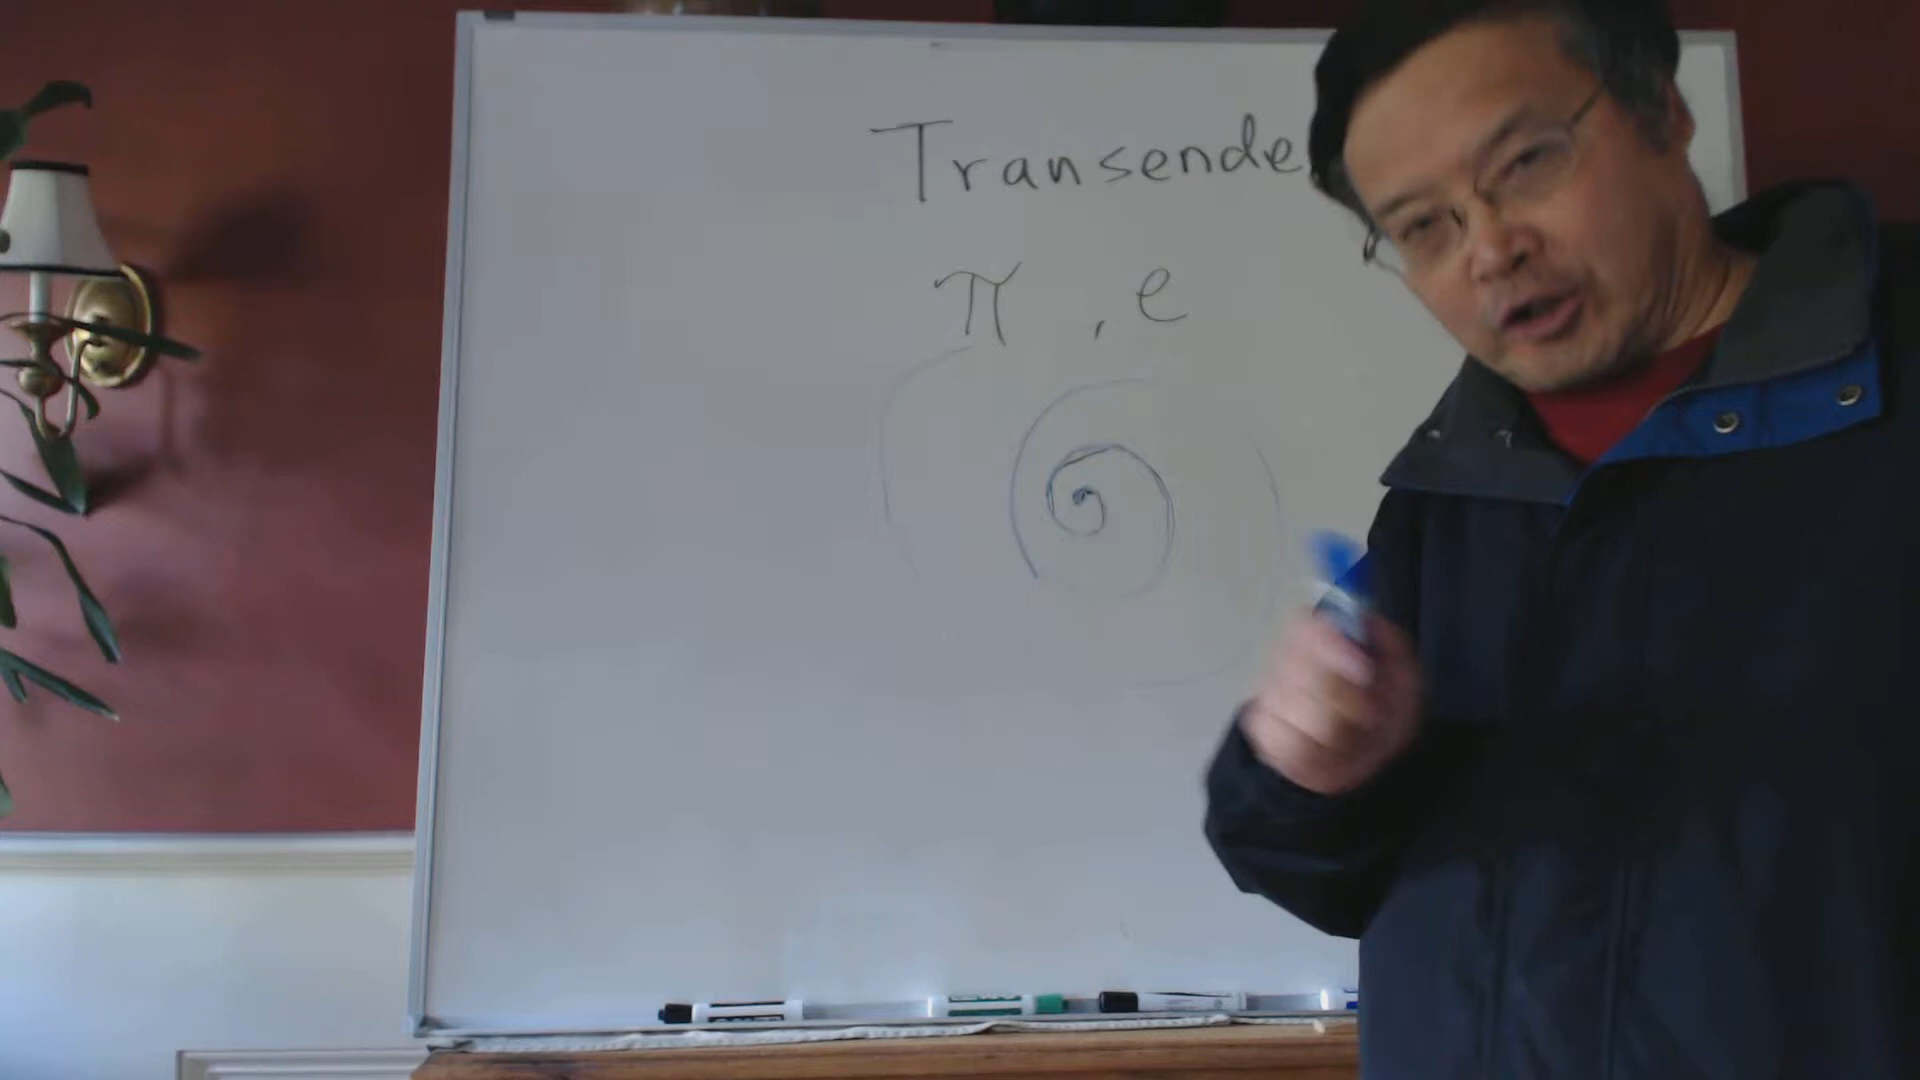 Transende
π , e